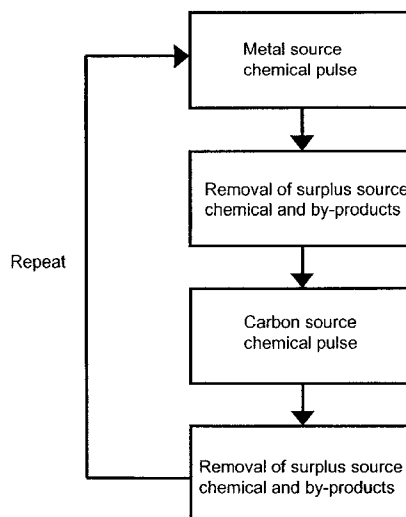 Metal source
chemical pulse
Removal of surplus source
chemical and by-products
Repeat
Carbon source
chemical pulse
Removal of surplus source
chemical and by-products